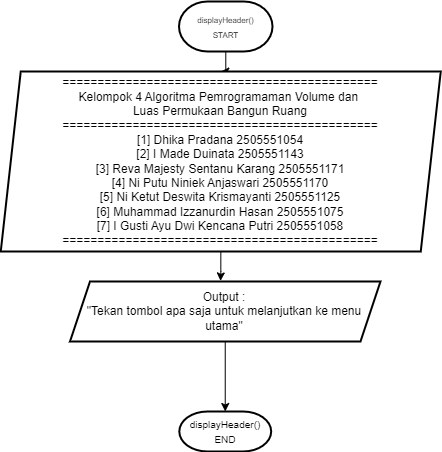 displayHeader()
START
=============================================
Kelompok 4 Algoritma Pemrogramaman Volume dan
Luas Permukaan Bangun Ruang
=============================================
[1] Dhika Pradana 2505551054
[2] I Made Duinata 2505551143
[3] Reva Majesty Sentanu Karang 2505551171
[4] Ni Putu Niniek Anjaswari 2505551170
[5] Ni Ketut Deswita Krismayanti 2505551125
[6] Muhammad Izzanurdin Hasan 2505551075
[7] I Gusti Ayu Dwi Kencana Putri 2505551058
=============================================
Output :
"Tekan tombol apa saja untuk melanjutkan ke menu
utama"
displayHeader()
END